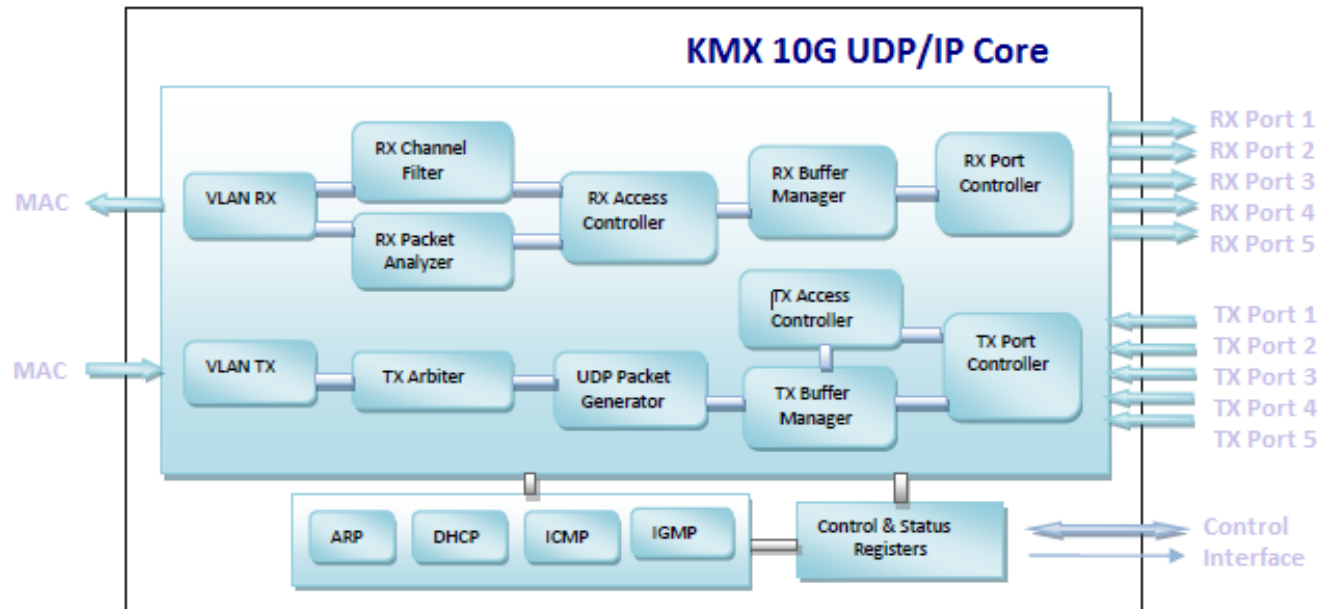 KMX 10G UDP/IP Core
MAC
VLAN RX
RX Channel
Filter
RX Packet
Analyzer
RX Access
Controller
RX Buffer
Manager
RX Port
Controller
RX Port 1
RX Port 2
RX Port 3
RX Port 4
RX Port 5
MAC
VLAN TX
TX Arbiter
UDP Packet
Generator
TX Access
Controller
TX Buffer
Manager
TX Port
Controller
TX Port 1
TX Port 2
TX Port 3
TX Port 4
TX Port 5
ARP
DHCP
ICMP
IGMP
Control & Status
Registers
Control
Interface